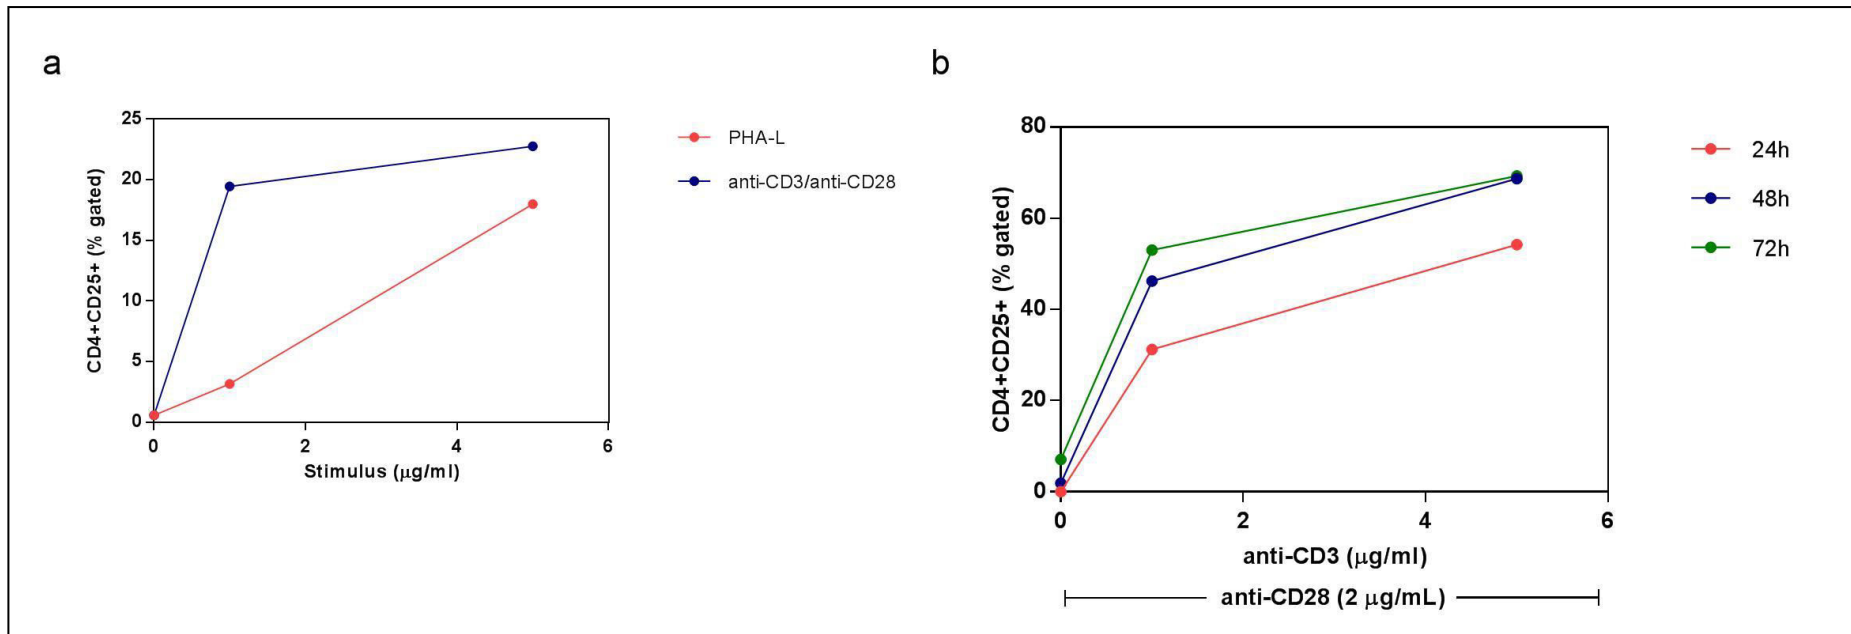 a
25
20
15
10
5
0
CD4+CD25+ (% gated)
0 2 4 6
Stimulus (μg/ml)
PHA-L
anti-CD3/anti-CD28
b
80
60
40
20
0
CD4+CD25+ (% gated)
0 2 4 6
anti-CD3 (μg/ml)
anti-CD28 (2 μg/mL)
24h
48h
72h